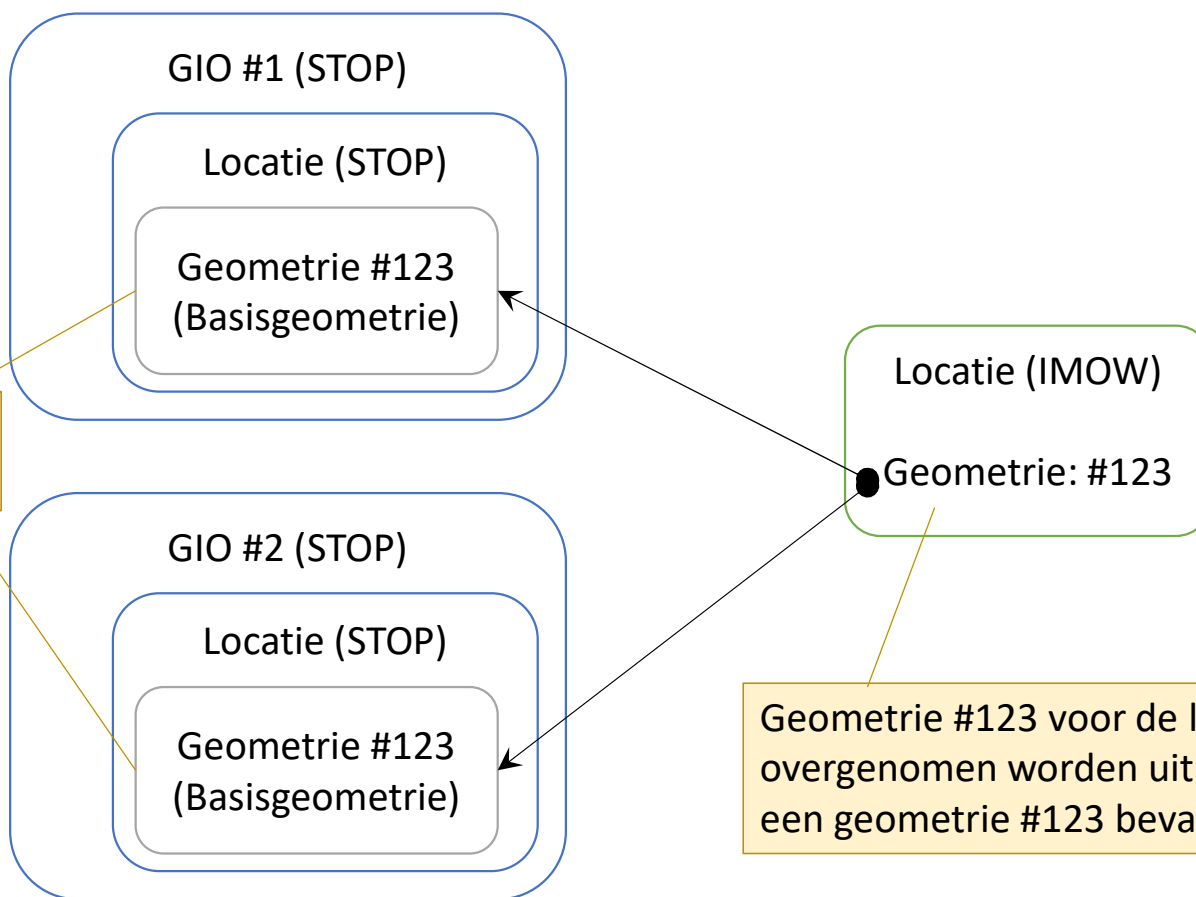 GIO #1 (STOP)
Locatie (STOP)
Geometrie #123
(Basisgeometrie)
Locatie (IMOW)
Geometrie: #123
GIO #2 (STOP)
Locatie (STOP)
Geometrie #123
(Basisgeometrie)
Geometrie #123 voor de
overgenomen worden uit
een geometrie #123